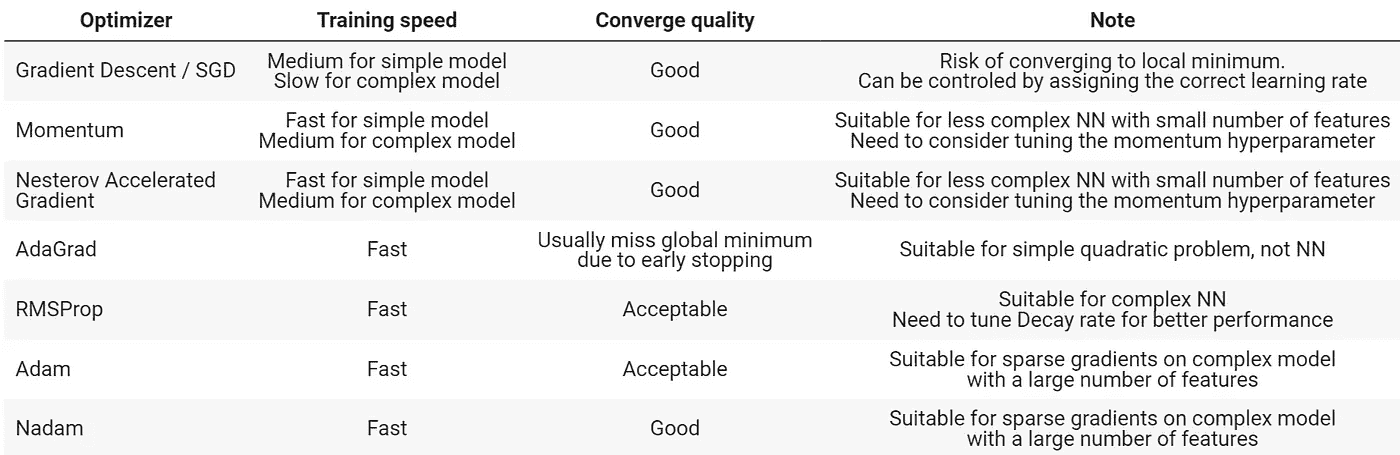 Optimizer Training speed Converge quality Note
Gradient Descent / SGD
Medium for simple model
Slow for complex model
Good
Risk of converging to local minimum.
Can be controled by assigning the correct learning rate
Momentum
Fast for simple model
Medium for complex model
Good
Suitable for less complex NN with small number of features
Need to consider tuning the momentum hyperparameter
Nesterov Accelerated
Gradient
Fast for simple model
Medium for complex model
Good
Suitable for less complex NN with small number of features
Need to consider tuning the momentum hyperparameter
AdaGrad
Fast
Usually miss global minimum
due to early stopping
Suitable for simple quadratic problem, not NN
RMSProp
Fast
Acceptable
Suitable for complex NN
Need to tune Decay rate for better performance
Adam
Fast
Acceptable
Suitable for sparse gradients on complex model
with a large number of features
Nadam
Fast
Good
Suitable for sparse gradients on complex model
with a large number of features